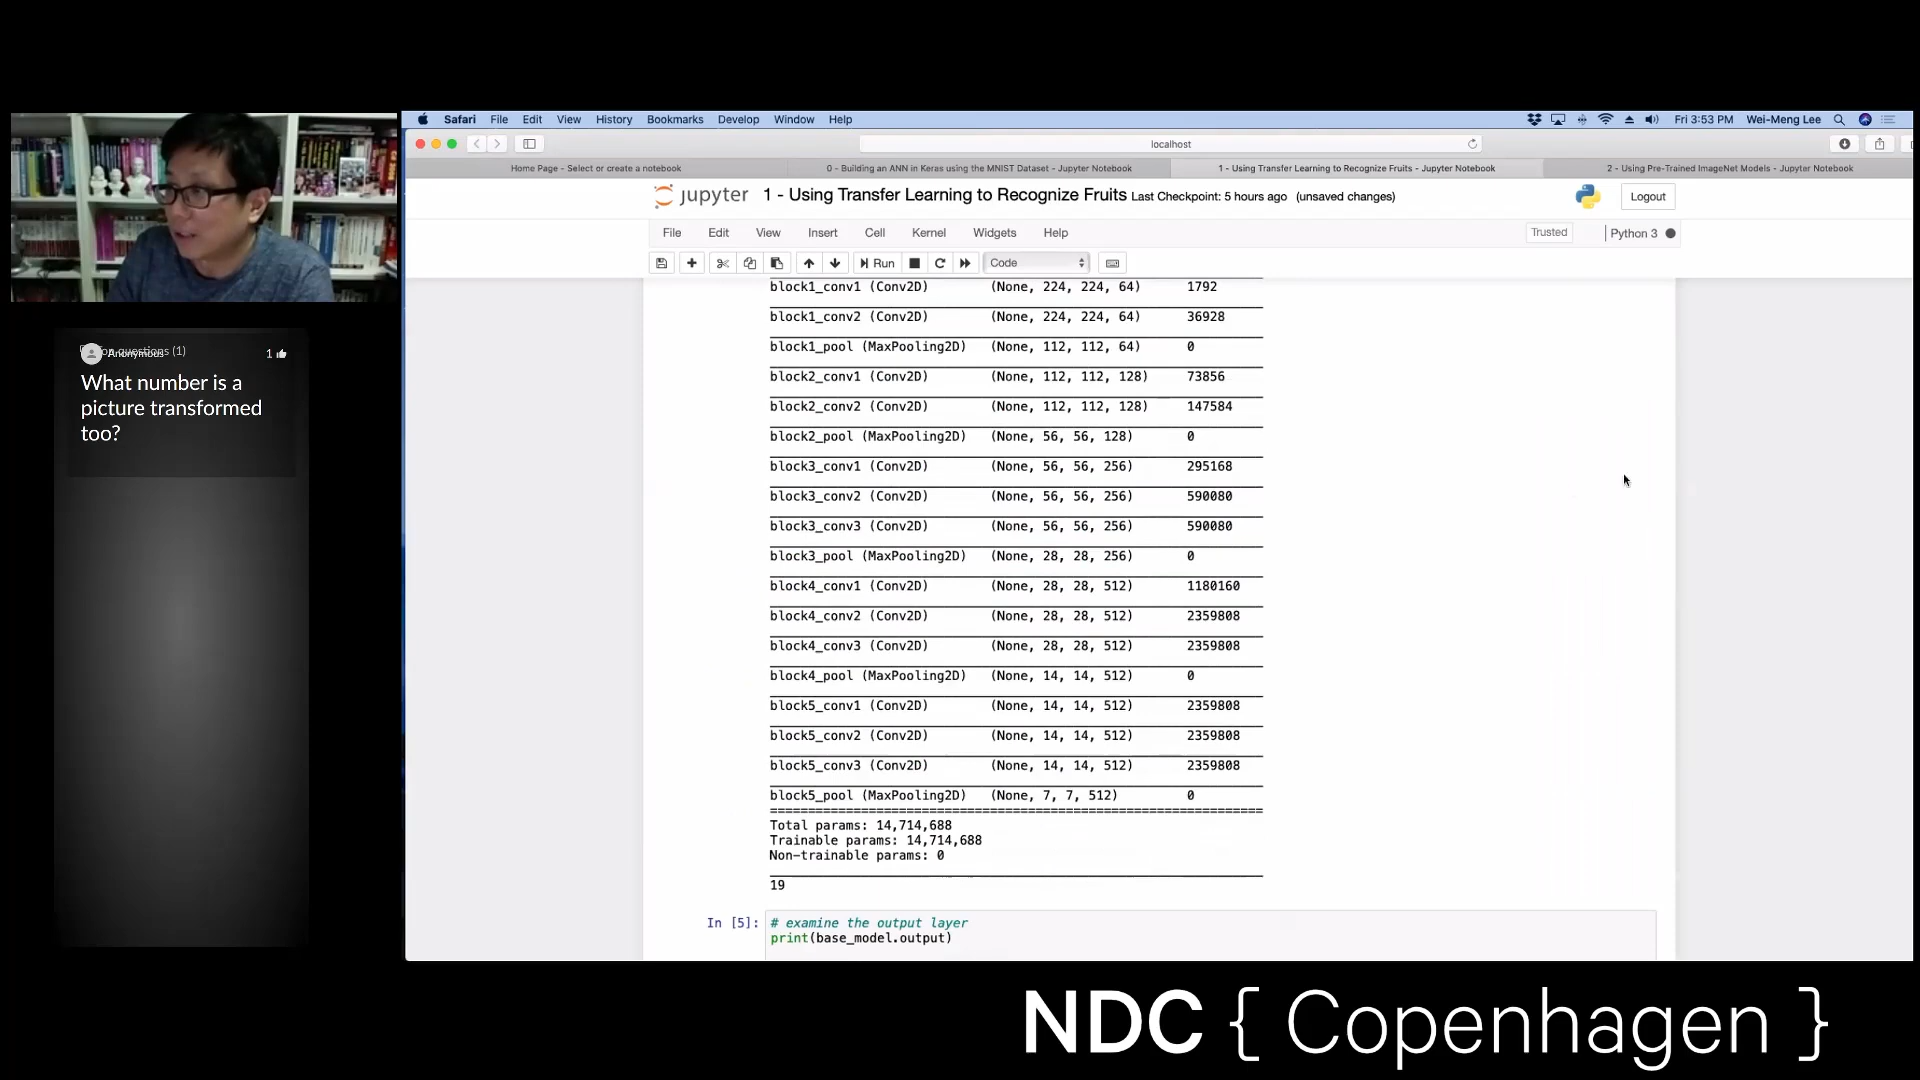 Safari File Edit View History Bookmarks Develop Window Help Fri 3:53 PM Wei-Meng Lee
localhost
Home Page - Select or create a notebook
0 - Building an ANN in Keras using the MNIST Dataset - Jupyter Notebook
1 - Using Transfer Learning to Recognize Fruits - Jupyter Notebook
2 - Using Pre-Trained ImageNet Models - Jupyter Notebook
jupyter 1 - Using Transfer Learning to Recognize Fruits Last Checkpoint: 5 hours ago (unsaved changes)
Logout
File Edit View Insert Cell Kernel Widgets Help
Trusted
Python 3
Run
Code
block1_conv1 (Conv2D) (None, 224, 224, 64) 1792
block1_conv2 (Conv2D) (None, 224, 224, 64) 36928
block1_pool (MaxPooling2D) (None, 112, 112, 64) 0
block2_conv1 (Conv2D) (None, 112, 112, 128) 73856
block2_conv2 (Conv2D) (None, 112, 112, 128) 147584
block2_pool (MaxPooling2D) (None, 56, 56, 128) 0
block3_conv1 (Conv2D) (None, 56, 56, 256) 295168
block3_conv2 (Conv2D) (None, 56, 56, 256) 590080
block3_conv3 (Conv2D) (None, 56, 56, 256) 590080
block3_pool (MaxPooling2D) (None, 28, 28, 256) 0
block4_conv1 (Conv2D) (None, 28, 28, 512) 1180160
block4_conv2 (Conv2D) (None, 28, 28, 512) 2359808
block4_conv3 (Conv2D) (None, 28, 28, 512) 2359808
block4_pool (MaxPooling2D) (None, 14, 14, 512) 0
block5_conv1 (Conv2D) (None, 14, 14, 512) 2359808
block5_conv2 (Conv2D) (None, 14, 14, 512) 2359808
block5_conv3 (Conv2D) (None, 14, 14, 512) 2359808
block5_pool (MaxPooling2D) (None, 7, 7, 512) 0
Total params: 14,714,688
Trainable params: 14,714,688
Non-trainable params: 0
19
In [5]: # examine the output layer
print(base_model.output)
questions (1)
Anonymous
1
What number is a
picture transformed
too?
NDC { Copenhagen }